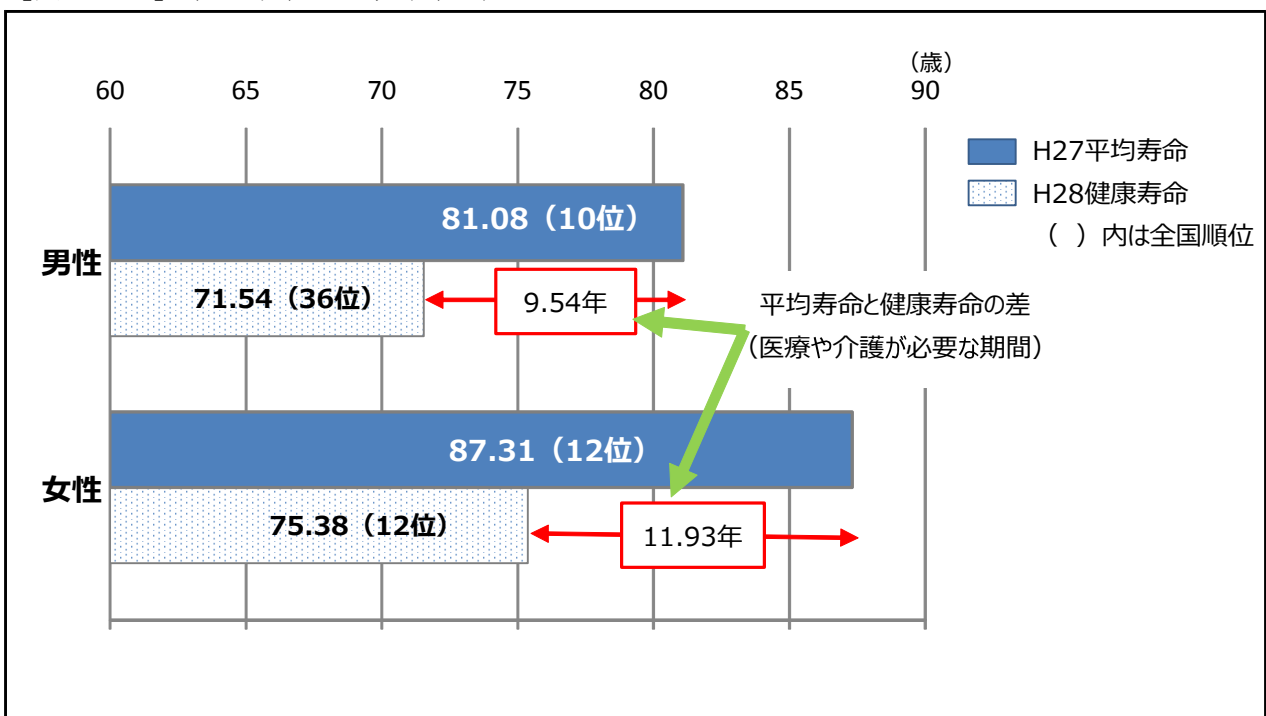 （歳）
60 65 70 75 80 85 90
H27平均寿命
H28健康寿命
（　）内は全国順位
男性
81.08（10位）
71.54（36位）
9.54年
平均寿命と健康寿命の差
（医療や介護が必要な期間）
女性
87.31（12位）
75.38（12位）
11.93年